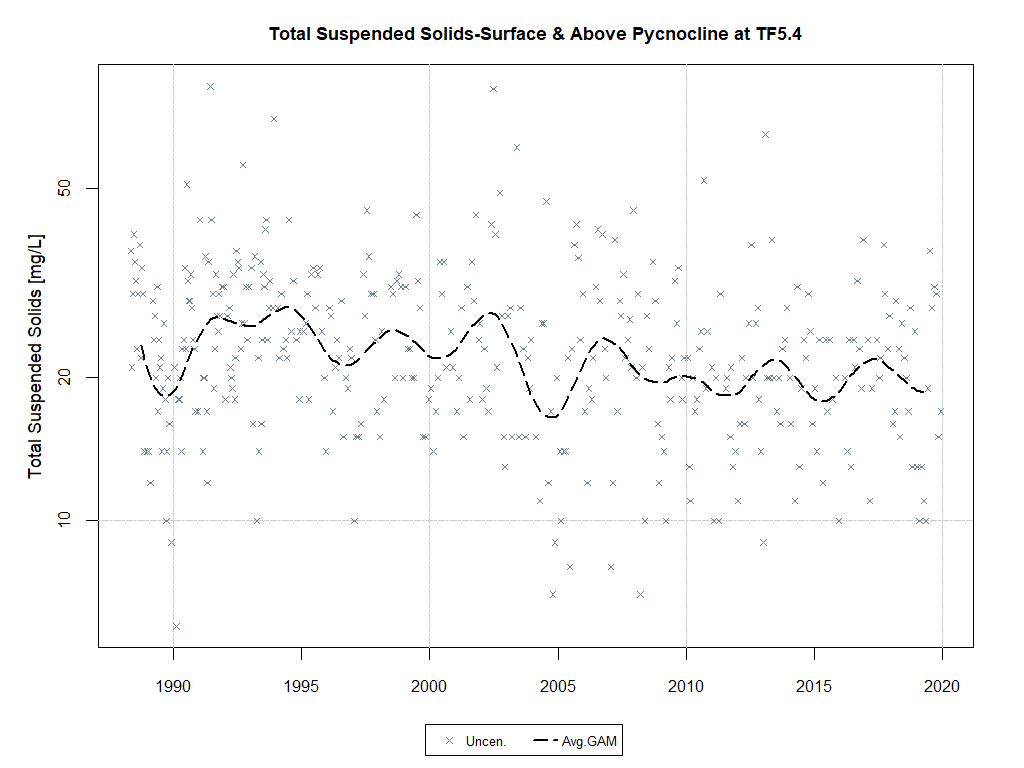 Total Suspended Solids-Surface & Above Pycnocline at TF5.4
Total Suspended Solids [mg/L]
50
20
10
1990 1995 2000 2005 2010 2015 2020
Uncen. Avg.GAM